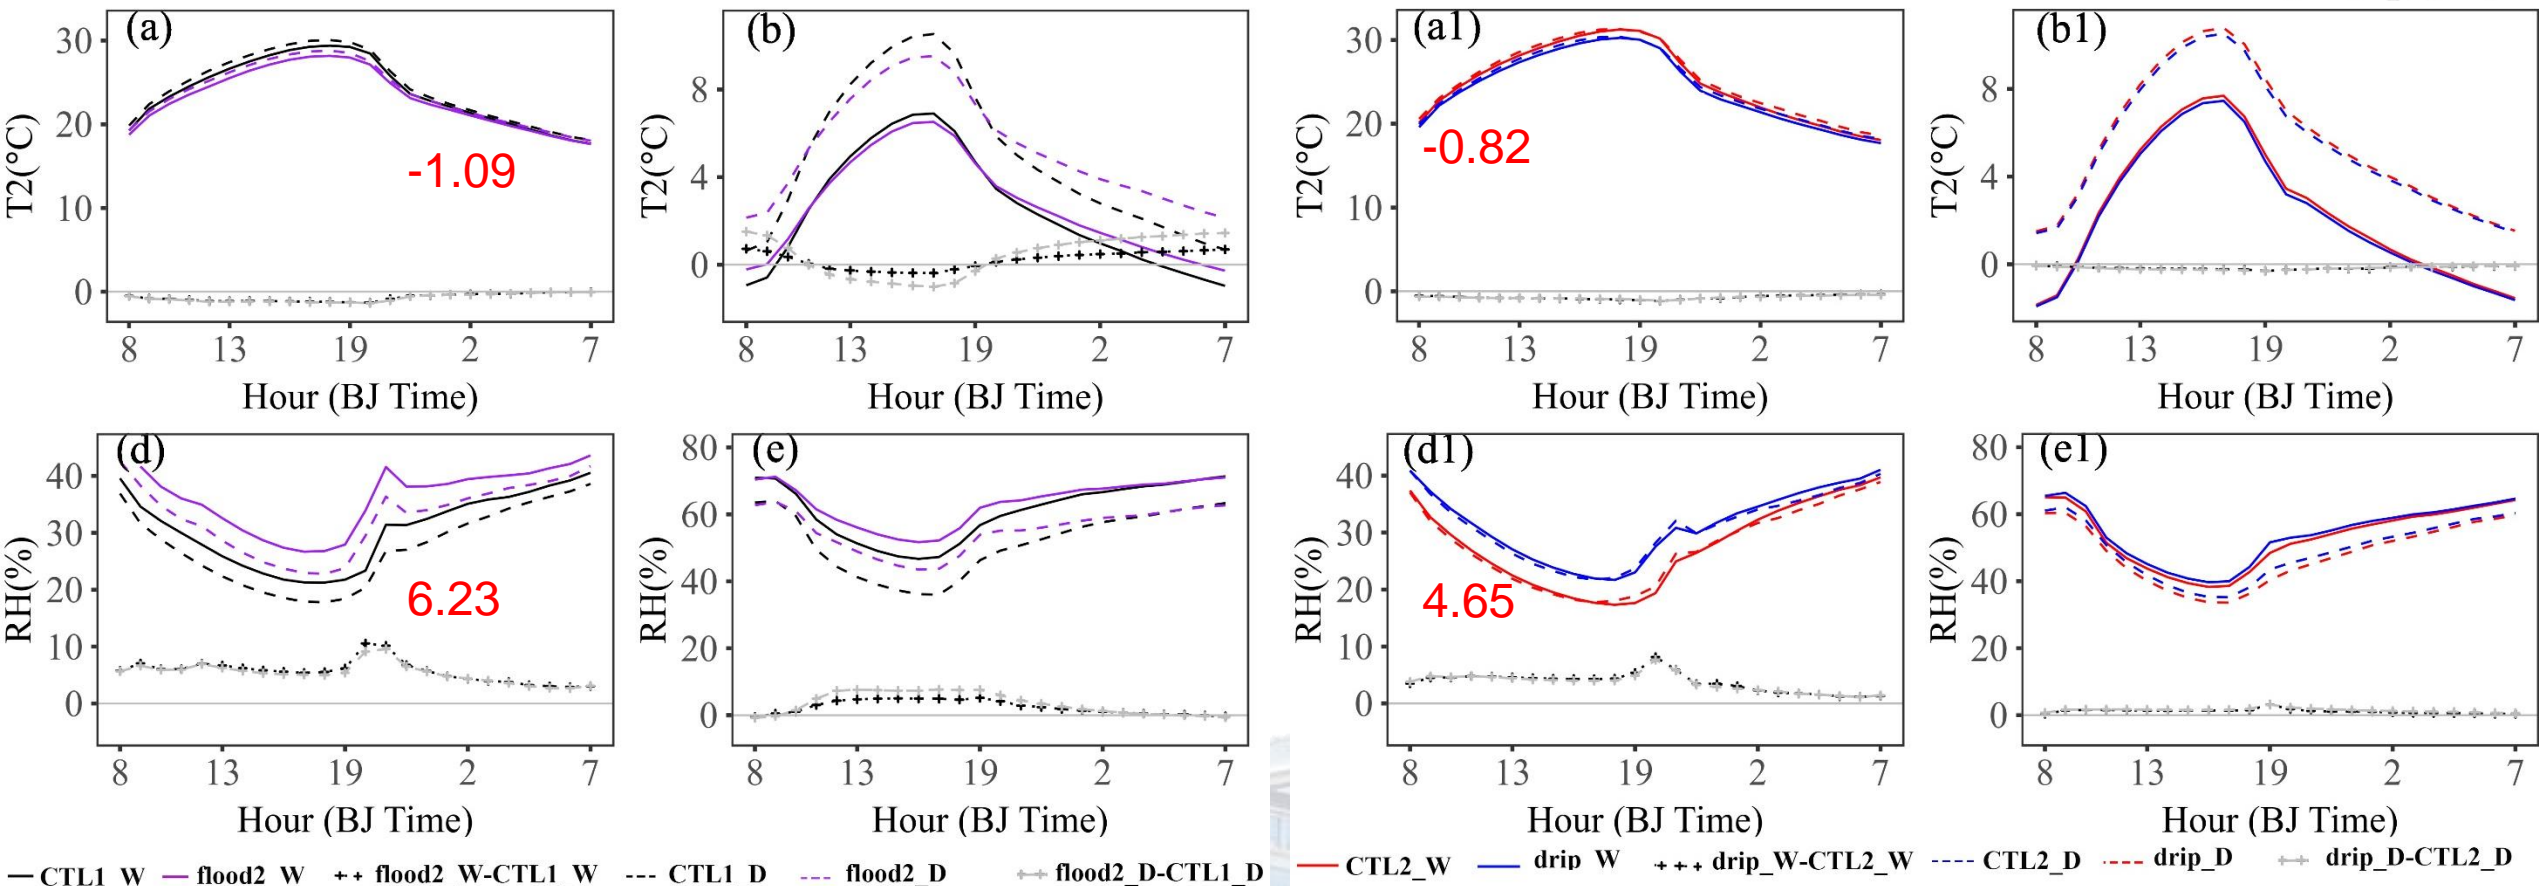 (a)
30
20
10
0
T2(°C)
-1.09
8 13 19 2 7
Hour (BJ Time)
(b)
8
4
0
T2(°C)
8 13 19 2 7
Hour (BJ Time)
(a1)
30
20
10
0
T2(°C)
-0.82
8 13 19 2 7
Hour (BJ Time)
(b1)
8
4
0
T2(°C)
8 13 19 2 7
Hour (BJ Time)
(d)
40
30
20
10
0
RH(%)
6.23
8 13 19 2 7
Hour (BJ Time)
(e)
80
60
40
20
0
RH(%)
8 13 19 2 7
Hour (BJ Time)
(d1)
40
30
20
10
0
RH(%)
4.65
8 13 19 2 7
Hour (BJ Time)
(e1)
80
60
40
20
0
RH(%)
8 13 19 2 7
Hour (BJ Time)
CTL1_W flood2_W flood2_W-CTL1_W CTL1_D flood2_D flood2_D-CTL1_D
CTL2_W drip_W drip_W-CTL2_W CTL2_D drip_D drip_D-CTL2_D